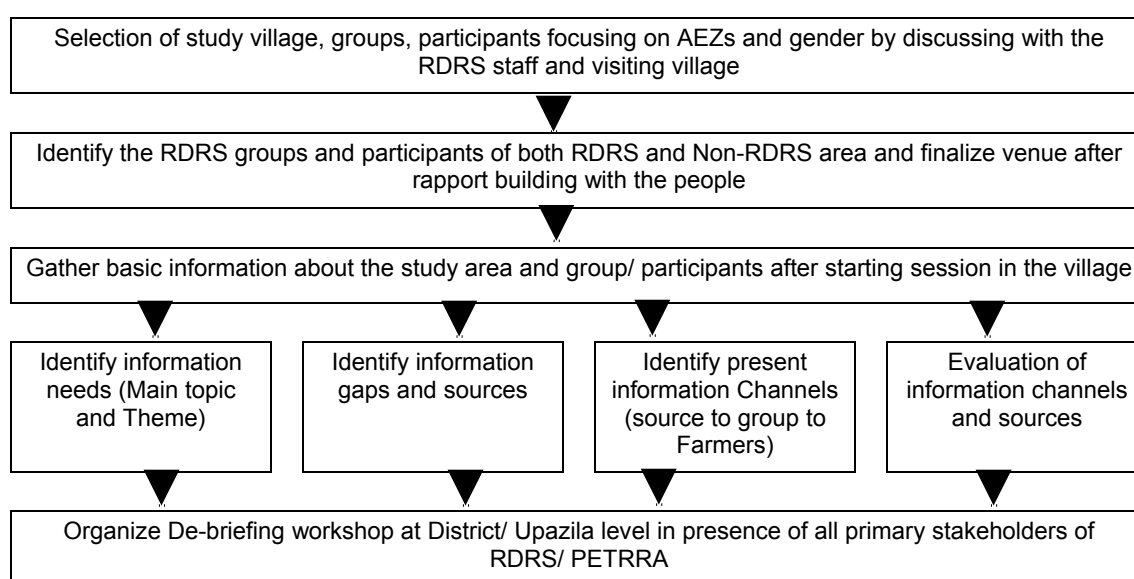 Selection of study village, groups, participants focusing on AEZs and gender by discussing with the
RDRS staff and visiting village
Identify the RDRS groups and participants of both RDRS and Non-RDRS area and finalize venue after
rapport building with the people
Gather basic information about the study area and group/ participants after starting session in the village
Identify information
needs (Main topic
and Theme)
Identify information
gaps and sources
Identify present
information Channels
(source to group to
Farmers)
Evaluation of
information channels
and sources
Organize De-briefing workshop at District/ Upazila level in presence of all primary stakeholders of
RDRS/ PETRRA